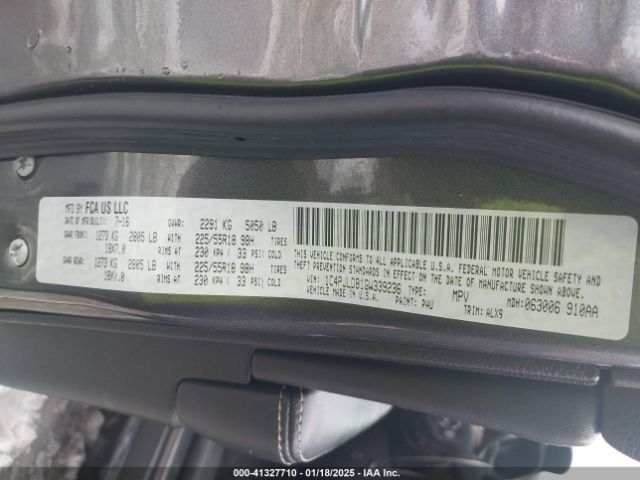 MFD BY FCA US LLC
DATE OF MFR(BUILT): 7-16 GVWR: 2291 KG 5050 LB
GAWR FRONT: 1273 KG 2805 LB WITH 225/55R18 98H TIRES
18X7.0 RIMS AT 230 KPA ( 33 PSI) COLD
GAWR REAR: 1273 KG 2805 LB WITH 225/55R18 98H TIRES
18X7.0 RIMS AT 230 KPA ( 33 PSI) COLD
THIS VEHICLE CONFORMS TO ALL APPLICABLE U.S.A. FEDERAL MOTOR VEHICLE SAFETY AND
THEFT PREVENTION STANDARDS IN EFFECT ON THE DATE OF MANUFACTURE SHOWN ABOVE.
VIN: TYPE: MPV MDH:063006 910AA
VEHICLE MADE IN U.S.A. PAINT: PAU TRIM:ALX9
000-41327710 | 01/18/2025 | IAA Inc.